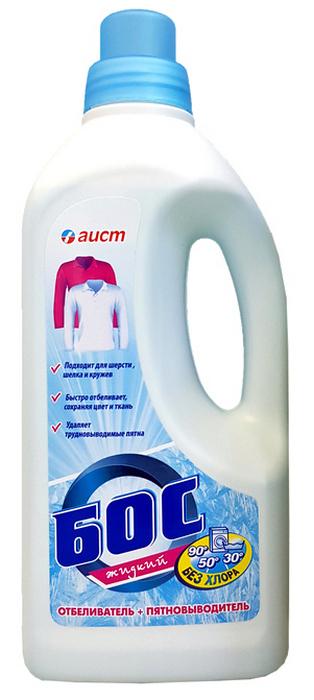 аист
Подходит для шерсти,
шелка и кружев
Быстро отбеливает,
сохраняя цвет и ткань
Удаляет
трудновыводимые пятна
БОС
жидкий
90°
50° 30°
БЕЗ ХЛОРА
ОТБЕЛИВАТЕЛЬ + ПЯТНОВЫВОДИТЕЛЬ